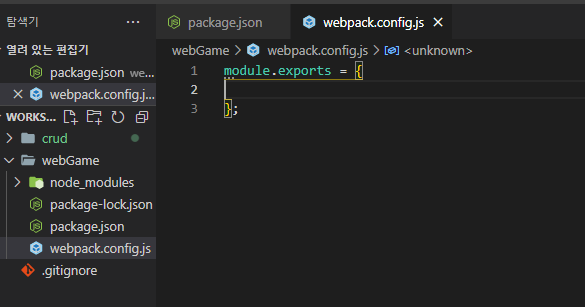 탐색기
열려 있는 편집기
package.json we...
webpack.config.j...
WORKS...
crud
webGame
node_modules
package-lock.json
package.json
webpack.config.js
.gitignore
package.json
webpack.config.js
webGame > webpack.config.js > <unknown>
1 module.exports = {
2
3 };